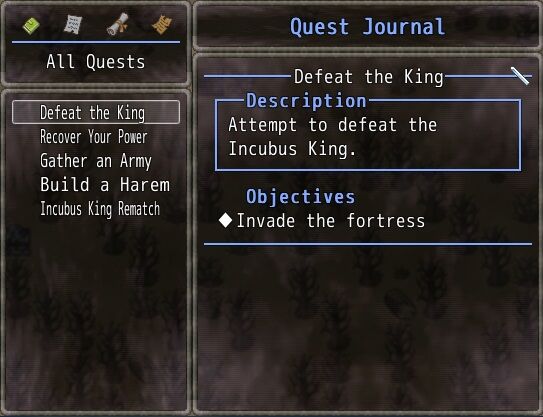 Quest Journal
All Quests
Defeat the King
Recover Your Power
Gather an Army
Build a Harem
Incubus King Rematch
Defeat the King
Description
Attempt to defeat the
Incubus King.
Objectives
Invade the fortress